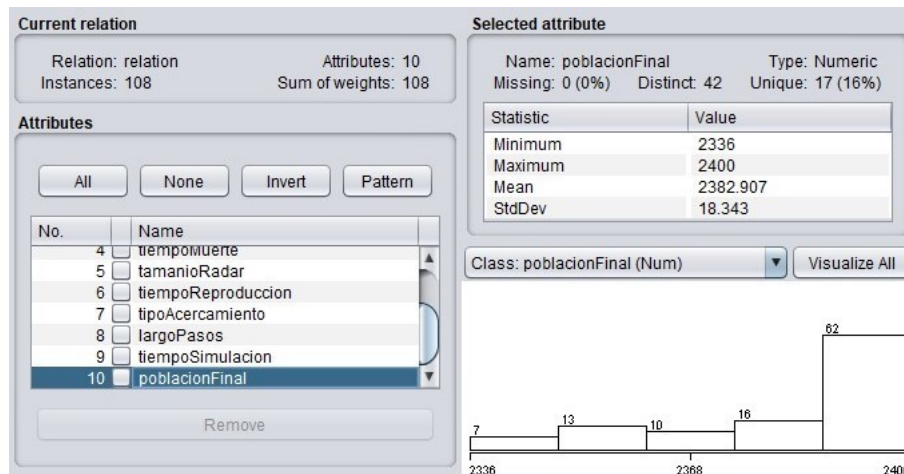 Current relation
Relation: relation Attributes: 10
Instances: 108 Sum of weights: 108
Attributes
All None Invert Pattern
No. Name
4 tiempoMuerte
5 tamanioRadar
6 tiempoReproduccion
7 tipoAcercamiento
8 largoPasos
9 tiempoSimulacion
10 poblacionFinal
Remove
Selected attribute
Name: poblacionFinal Type: Numeric
Missing: 0 (0%) Distinct: 42 Unique: 17 (16%)
Statistic Value
Minimum 2336
Maximum 2400
Mean 2382.907
StdDev 18.343
Class: poblacionFinal (Num) Visualize All
62
7 13 10 16
2336 2368 240